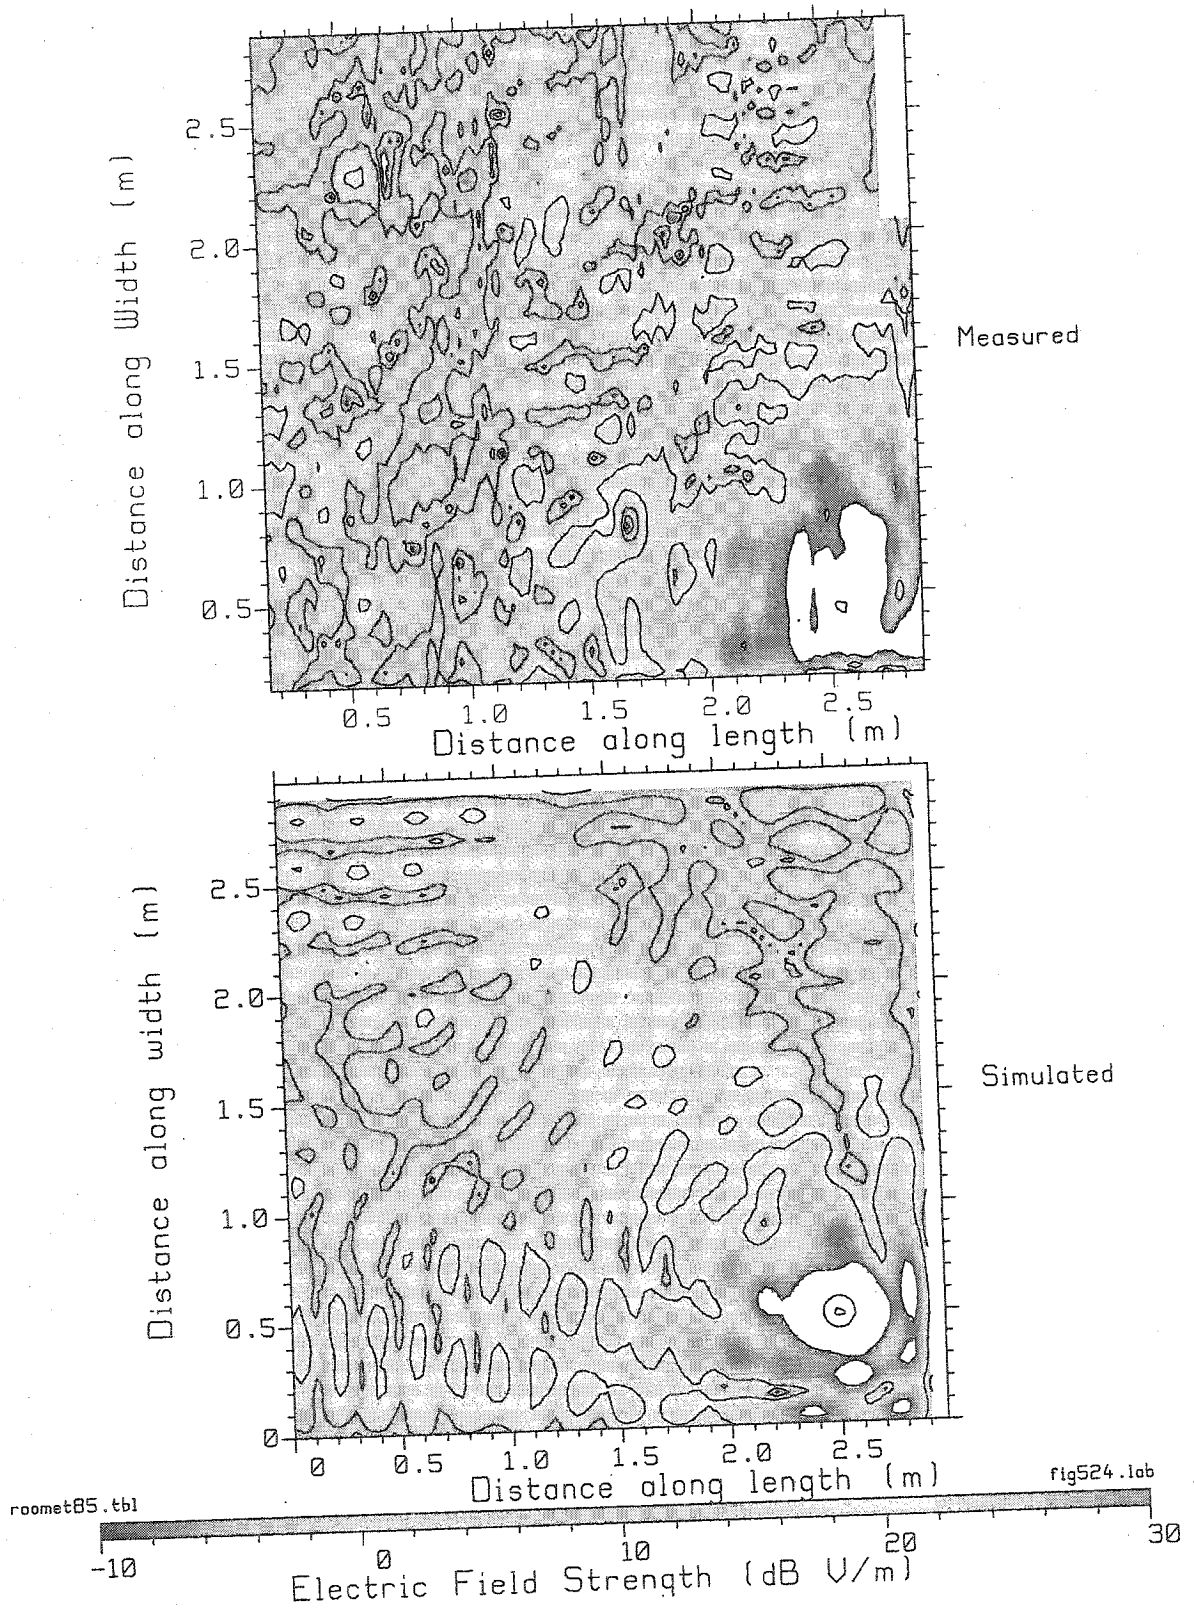 2.5
2.0
1.5
1.0
0.5
Distance along Width (m)
Measured
0.5 1.0 1.5 2.0 2.5
Distance along length (m)
2.5
2.0
1.5
1.0
0.5
0
Distance along width (m)
Simulated
0 0.5 1.0 1.5 2.0 2.5
Distance along length (m)
roomet85.tbl
fig524.lab
-10 0 10 20 30
Electric Field Strength (dB V/m)